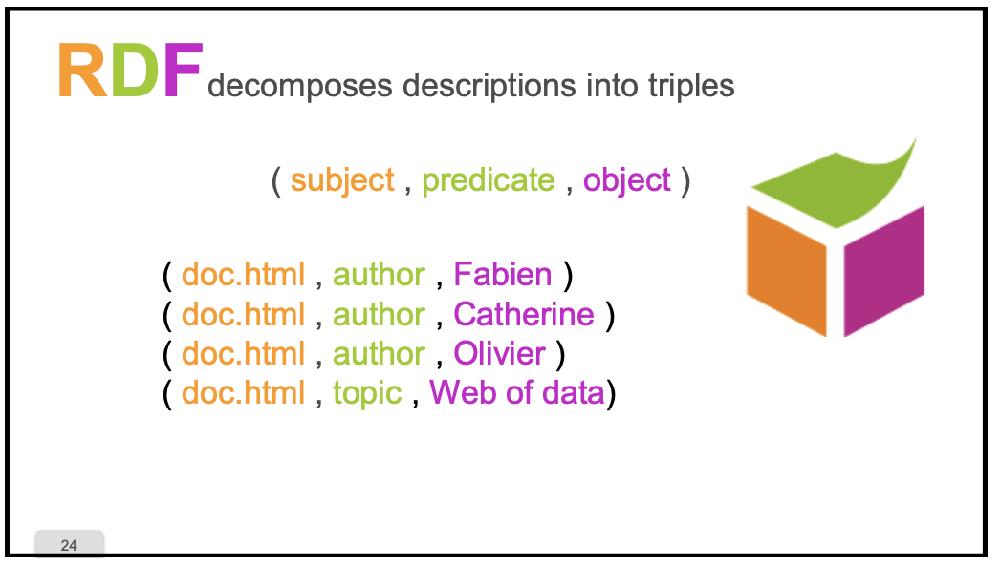 RDF decomposes descriptions into triples
( subject , predicate , object )
( doc.html , author , Fabien )
( doc.html , author , Catherine )
( doc.html , author , Olivier )
( doc.html , topic , Web of data)
24